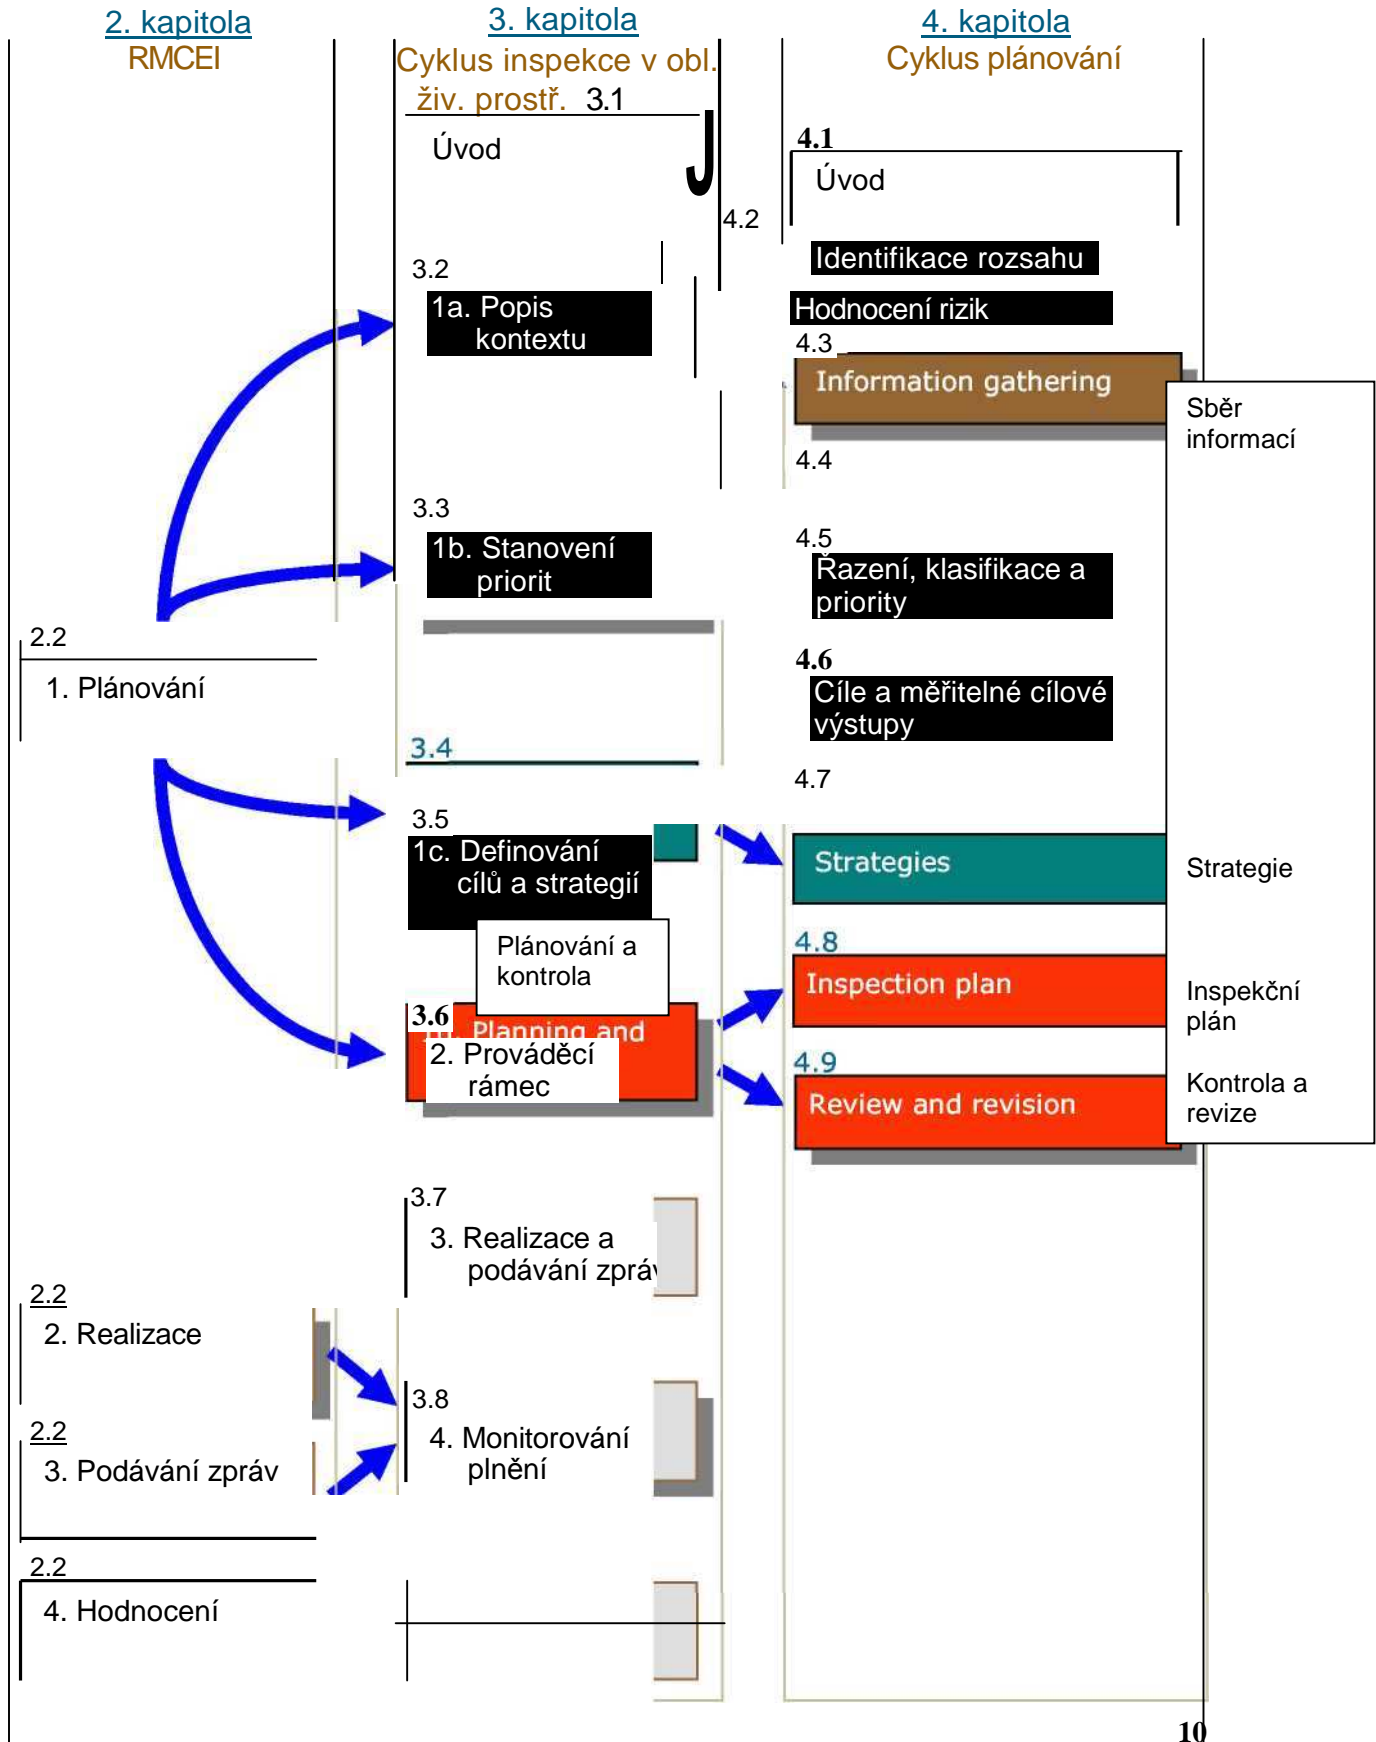 2. kapitola
RMCEI
2.2
1. Plánování
2.2
2. Realizace
2.2
3. Podávání zpráv
2.2
4. Hodnocení
3. kapitola
Cyklus inspekce v obl.
živ. prostř. 3.1
Úvod
J
3.2
1a. Popis
kontextu
3.3
1b. Stanovení
priorit
3.4
3.5
1c. Definování
cílů a strategií
Plánování a
kontrola
3.6
Planning and
2. Prováděcí
rámec
3.7
3. Realizace a
podávání zpráv
3.8
4. Monitorování
plnění
4. kapitola
Cyklus plánování
4.1
Úvod
4.2
Identifikace rozsahu
Hodnocení rizik
4.3
Information gathering
Sběr
informací
4.4
4.5
Řazení, klasifikace a
priority
4.6
Cíle a měřitelné cílové
výstupy
4.7
Strategies
Strategie
4.8
Inspection plan
Inspekční
plán
4.9
Review and revision
Kontrola a
revize
10